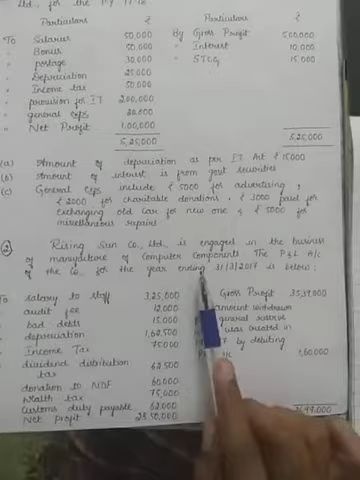 Ltd., for the PY 17-18
Particulars ₹ Particulars ₹
To Salaries 50,000 By Gross Profit 500,000
" Bonus 50,000 " Interest 10,000
" postage 30,000 " STCG 15,000
" Depreciation 25,000
" Income tax 50,000
" provision for IT 200,000
" general exps 20,000
" Net Profit 1,00,000
5,25,000 5,25,000
(a) Amount of depreciation as per IT Act ₹ 15000
(b) Amount of interest is from govt securities
(c) General exps include ₹ 5000 for advertising,
₹ 2000 for charitable donations, ₹ 3000 paid for
Exchanging old car for new one & ₹ 5000 for
miscellaneous repairs
② Rising Sun Co., Ltd., is engaged in the business
of manufacture of Computer Components The P&L A/c
of the Co., for the year ending 31/3/2017 is below:
To salary to staff 3,25,000 Gross Profit 35,39,000
audit fee 12,000 amount withdrawn
bad debts 15,000 general reserve
depreciation 1,62,500 was created in
Income Tax 75,000 by debiting
dividend distribution 62,500 1,60,000
tax
donation to NDF 60,000
Wealth tax 75,000
Customs duty payable 62,000
Net profit 28,50,000 3699,000